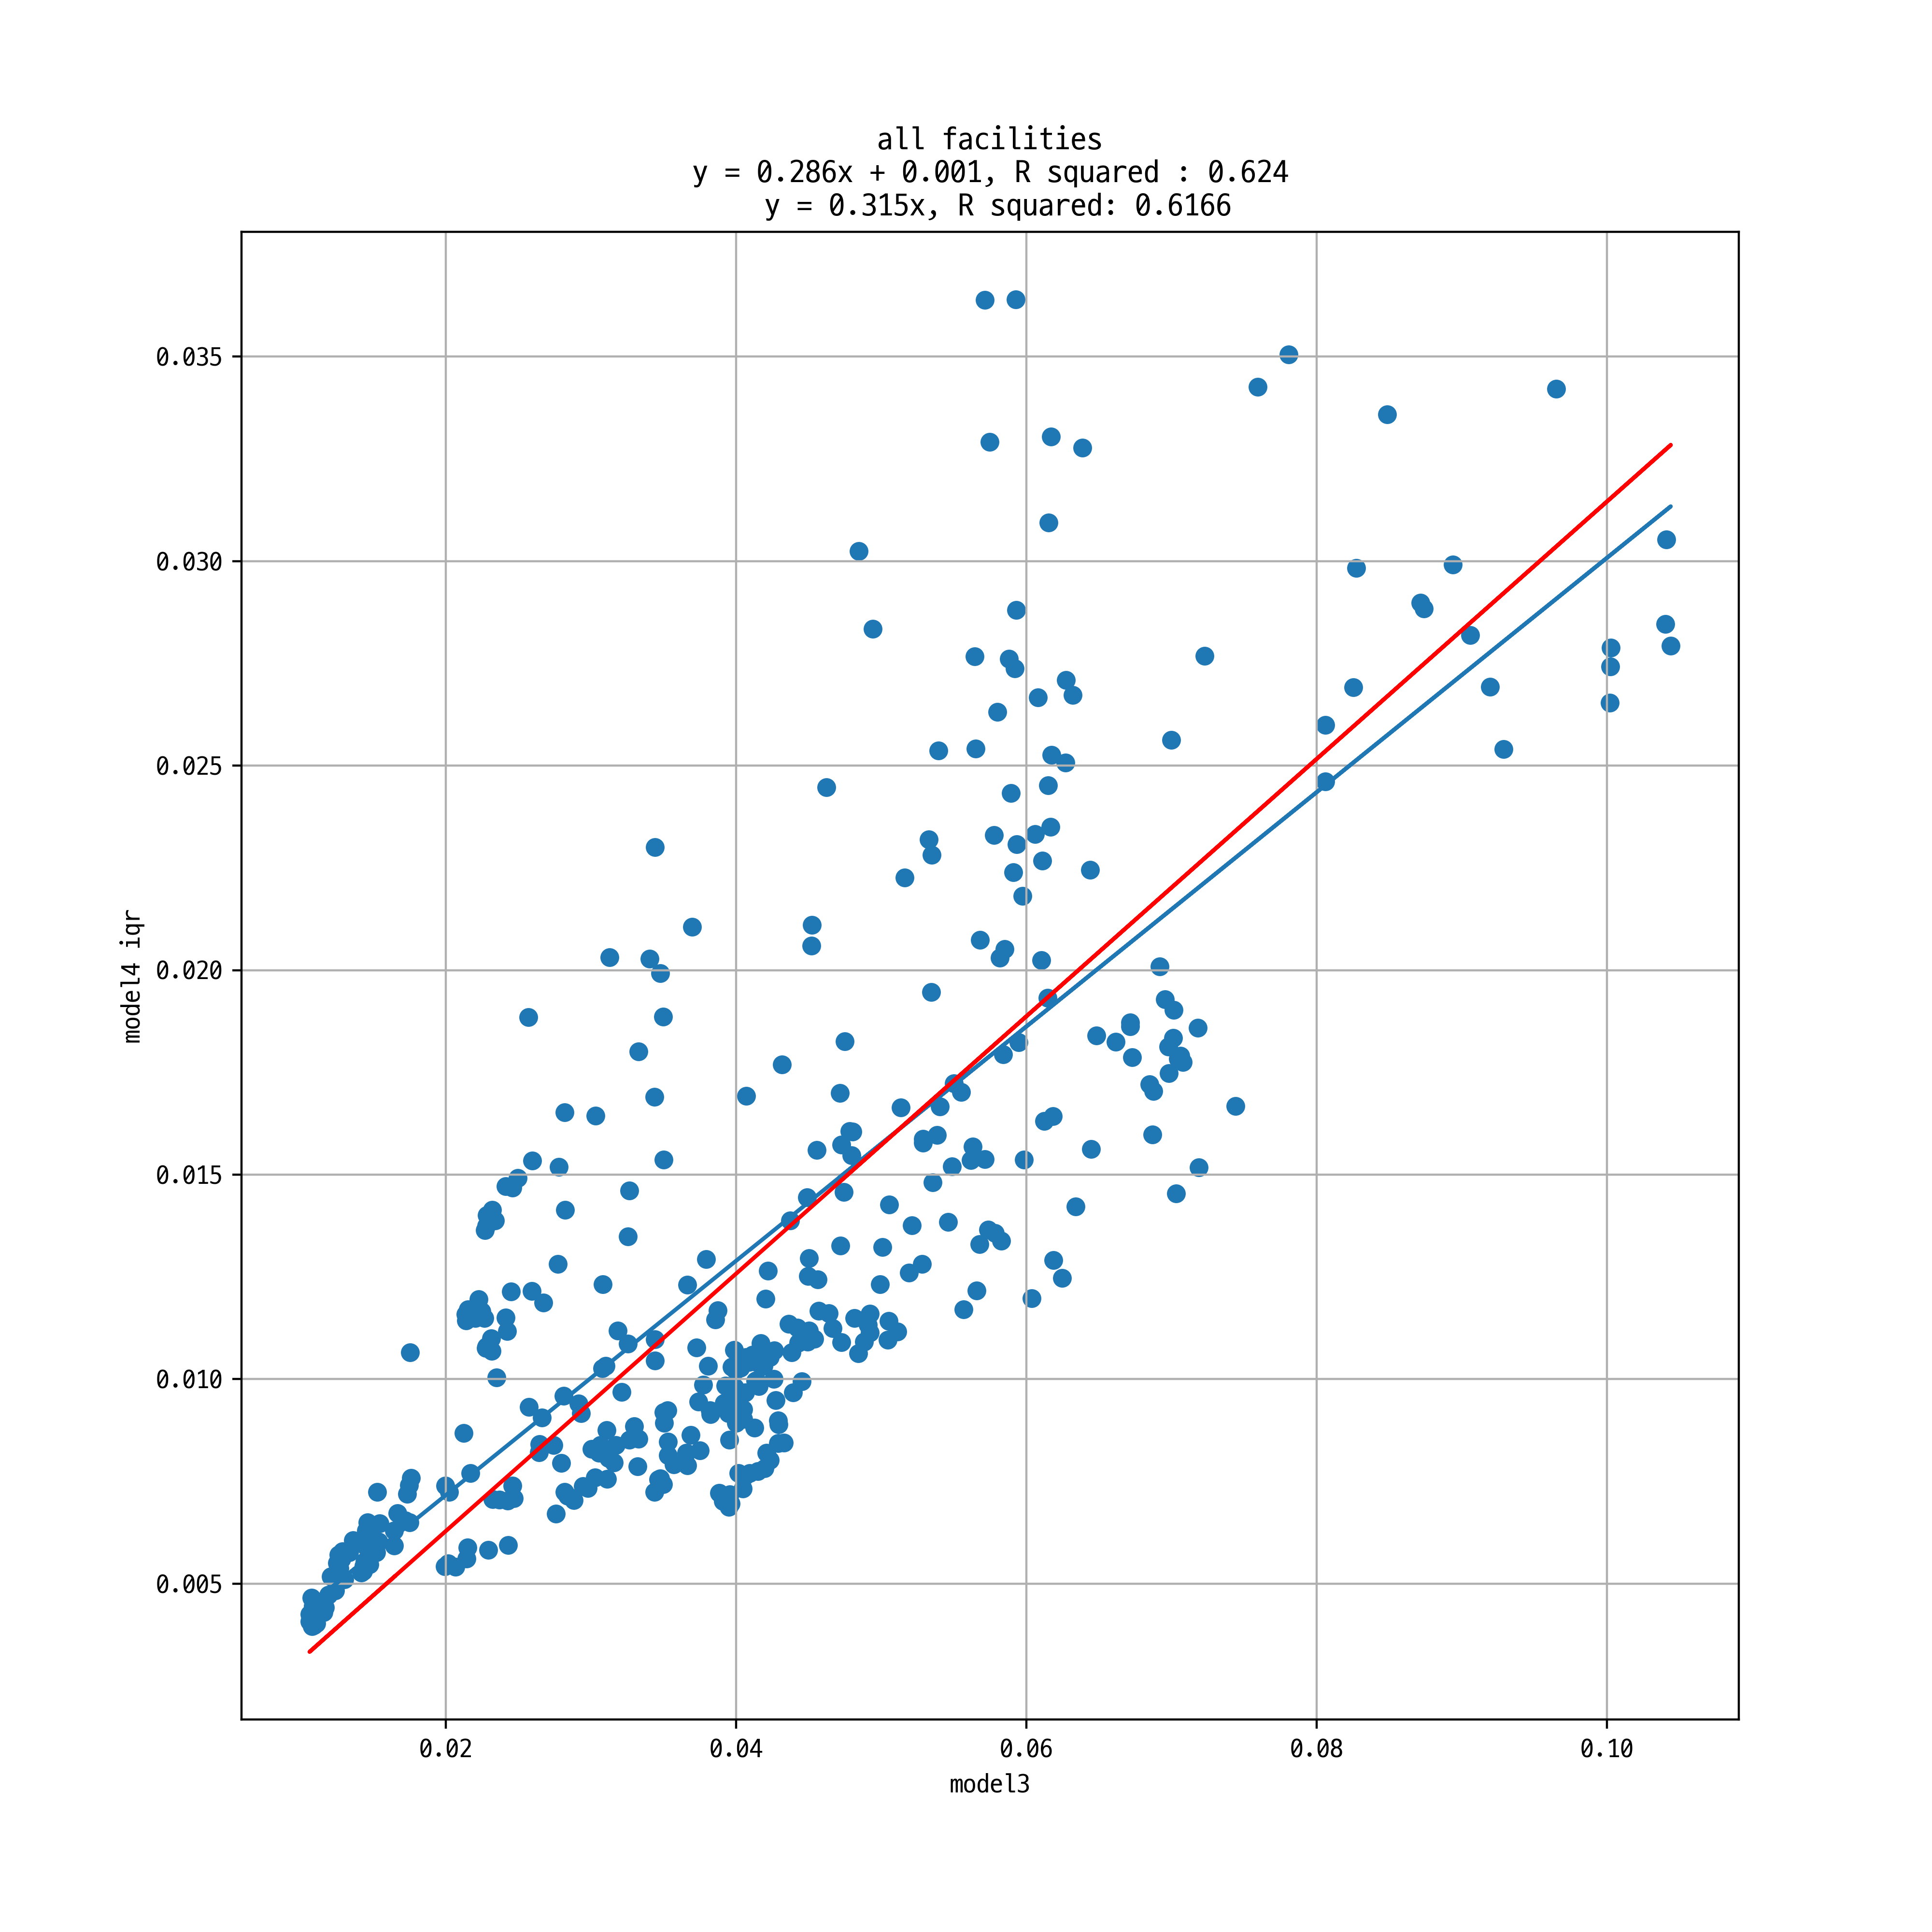 all facilities
y = 0.286x + 0.001, R squared : 0.624
y = 0.315x, R squared: 0.6166
0.035
0.030
0.025
0.020
0.015
0.010
0.005
model4 iqr
0.02 0.04 0.06 0.08 0.10
model3